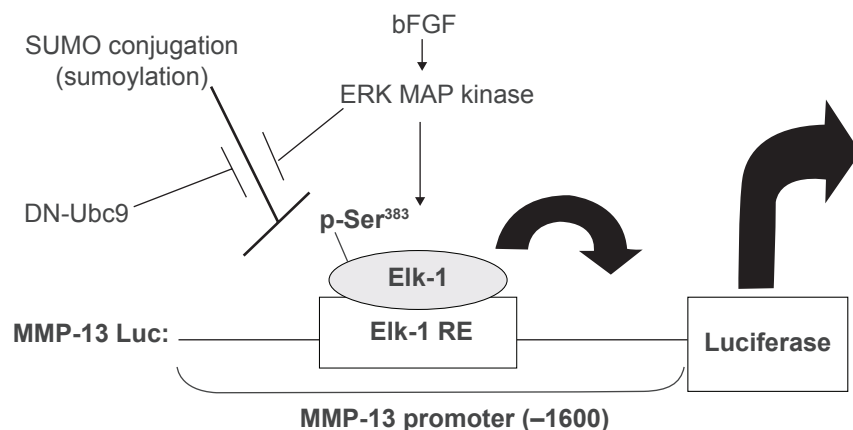 bFGF
SUMO conjugation
(sumoylation)
ERK MAP kinase
DN-Ubc9
p-Ser³⁸³
Elk-1
MMP-13 Luc:
Elk-1 RE
Luciferase
MMP-13 promoter (–1600)